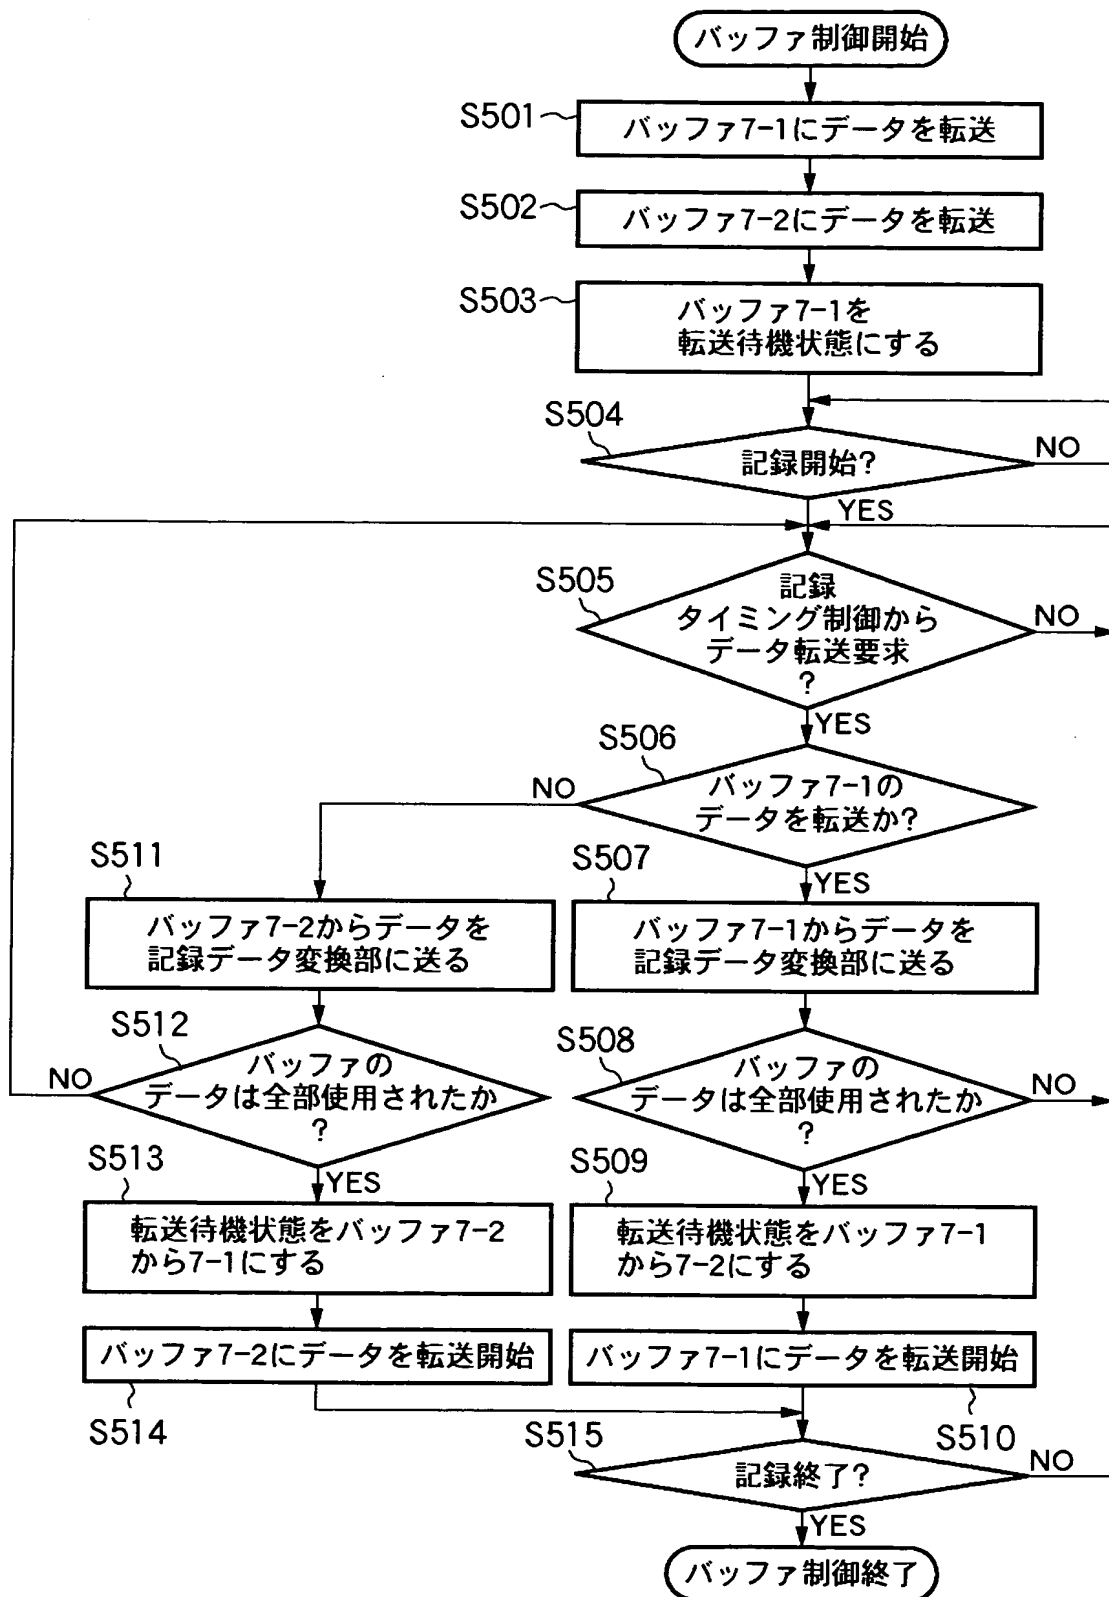 バッファ制御開始
S501
バッファ7-1にデータを転送
S502
バッファ7-2にデータを転送
S503
バッファ7-1を
転送待機状態にする
S504
記録開始?
NO
YES
S505
記録
タイミング制御から
データ転送要求
?
NO
YES
S506
バッファ7-1の
データを転送か?
NO
YES
S511
バッファ7-2からデータを
記録データ変換部に送る
S507
バッファ7-1からデータを
記録データ変換部に送る
S512
バッファの
データは全部使用されたか
?
NO
YES
S508
バッファの
データは全部使用されたか
?
NO
YES
S513
転送待機状態をバッファ7-2
から7-1にする
S509
転送待機状態をバッファ7-1
から7-2にする
バッファ7-2にデータを転送開始
S514
バッファ7-1にデータを転送開始
S510
S515
記録終了?
NO
YES
バッファ制御終了